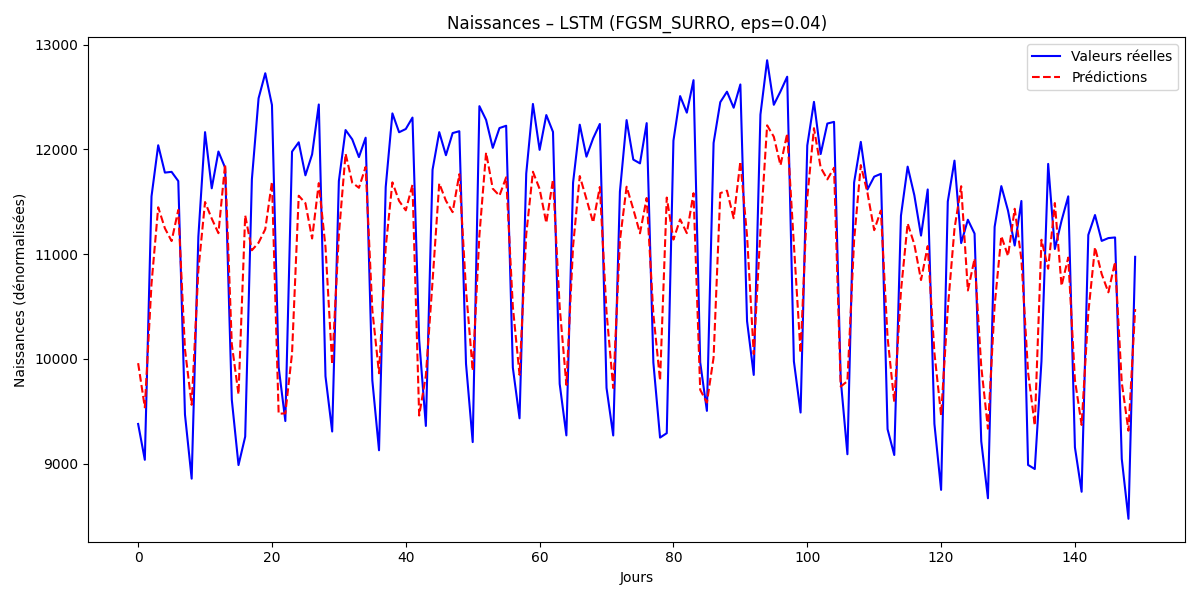 Naissances – LSTM (FGSM_SURRO, eps=0.04)
Valeurs réelles
Prédictions
Naissances (dénormalisées)
13000
12000
11000
10000
9000
0 20 40 60 80 100 120 140
Jours